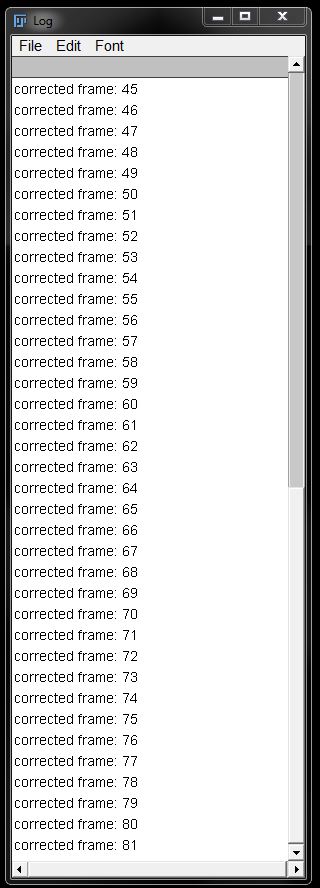 Log
File Edit Font
corrected frame: 45
corrected frame: 46
corrected frame: 47
corrected frame: 48
corrected frame: 49
corrected frame: 50
corrected frame: 51
corrected frame: 52
corrected frame: 53
corrected frame: 54
corrected frame: 55
corrected frame: 56
corrected frame: 57
corrected frame: 58
corrected frame: 59
corrected frame: 60
corrected frame: 61
corrected frame: 62
corrected frame: 63
corrected frame: 64
corrected frame: 65
corrected frame: 66
corrected frame: 67
corrected frame: 68
corrected frame: 69
corrected frame: 70
corrected frame: 71
corrected frame: 72
corrected frame: 73
corrected frame: 74
corrected frame: 75
corrected frame: 76
corrected frame: 77
corrected frame: 78
corrected frame: 79
corrected frame: 80
corrected frame: 81